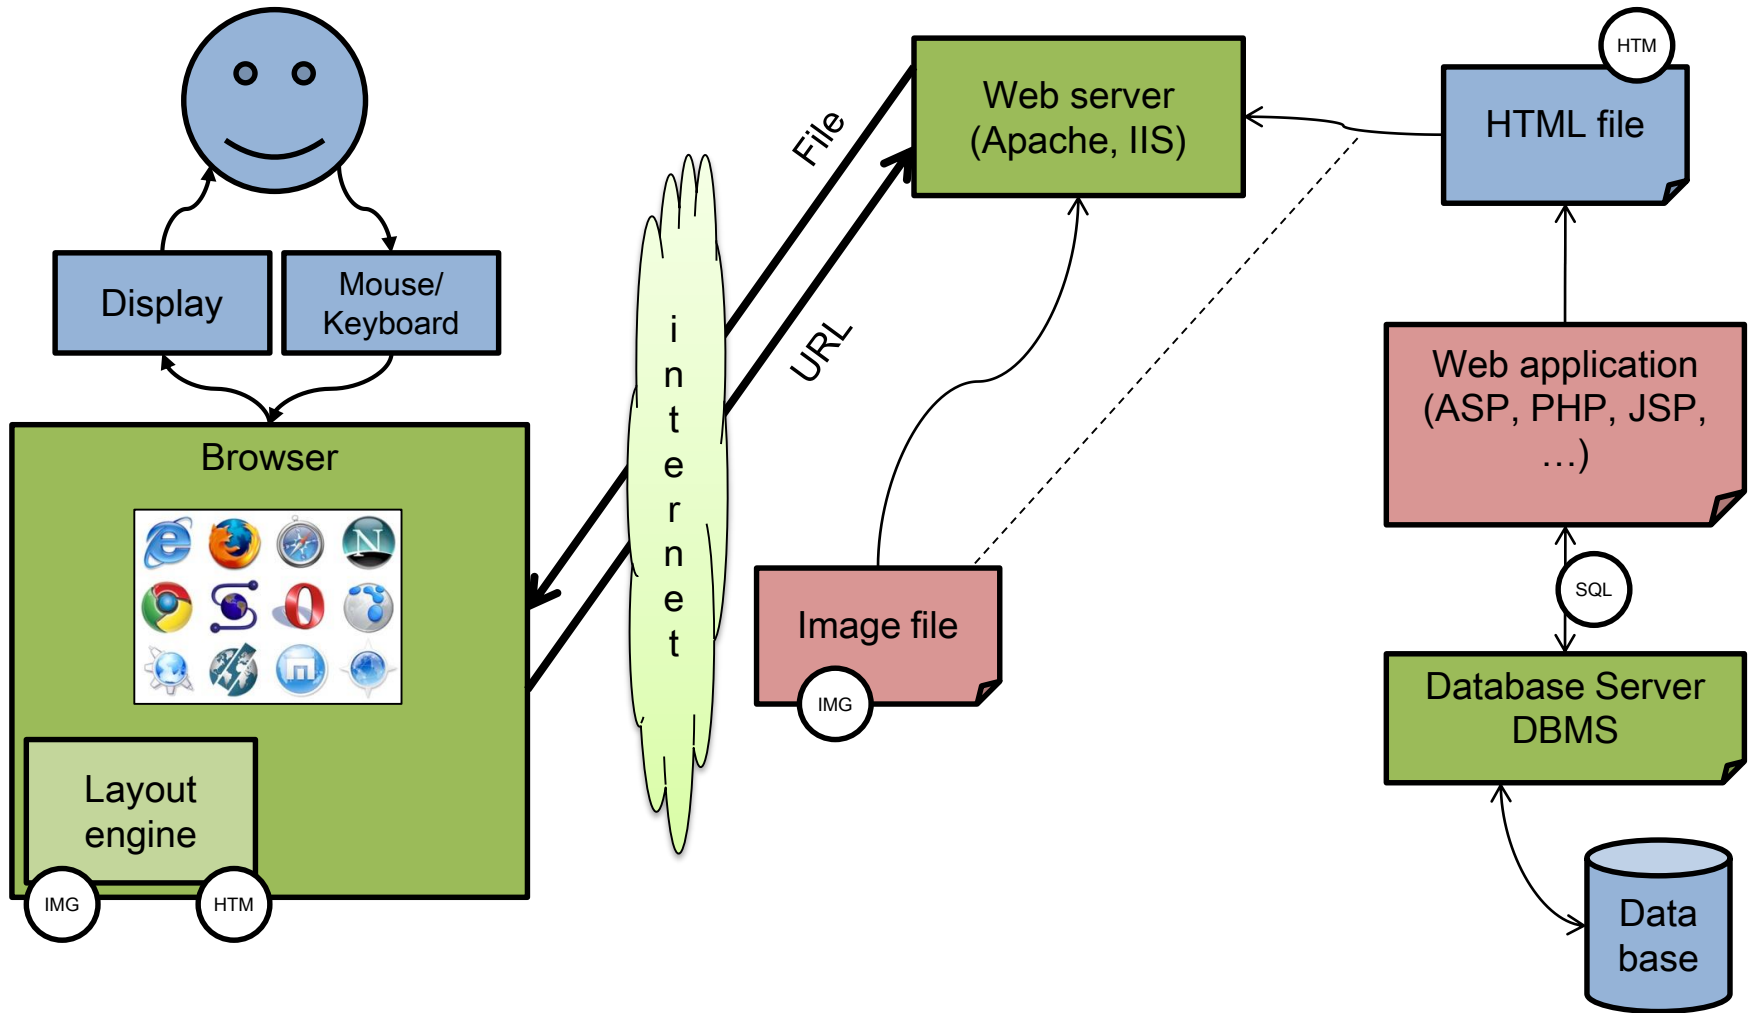 HTM
Web server
(Apache, IIS)
HTML file
File
Display
Mouse/
Keyboard
internet
URL
Web application
(ASP, PHP, JSP,
…)
Browser
N
SQL
Image file
IMG
Database Server
DBMS
Layout
engine
IMG
HTM
Data
base